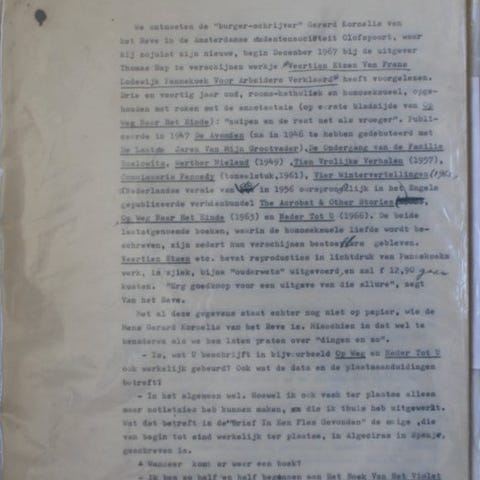 We ontmoeten de "burger-schrijver" Gerard Kornelis van
het Reve in de Amsterdamse studentensociëteit Olofspoort, waar
hij zojuist zijn nieuwe, begin December 1967 bij de uitgever
Thomas Rap te verschijnen werkje "Veertien Etsen Van Frans
Lodewijk Pannekoek Voor Arbeiders Verklaard" heeft voorgelezen.
Drie en veertig jaar oud, rooms-katholiek en homosexueel, opge-
houden met roken met de constatatie (op eerste bladzijde van Op
Weg Naar Het Einde): "zuipen en de rest net als vroeger". Publi-
ceerde in 1947 De Avonden (na in 1946 te hebben gedebuteerd met
De Laatste Jaren Van Mijn Grootvader), De Ondergang van de Familie
Boslowits, Werther Nieland (1949), Tien Vrolijke Verhalen (1957),
Commissaris Fennedy (toneelstuk, 1961), Vier Wintervertellingen (196
Nederlandse versie van in 1956 oorspronklijk in het Engels
gepubliceerde verhalenbundel The Acrobat & Other Stories
Op Weg Naar Het Einde (1963) en Nader Tot U (1966). De beide
laatstgenoemde boeken, waarin de homosexuele liefde wordt be-
schreven, zijn sedert hun verschijnen bestsellers gebleven.
Veertien Etsen etc. bevat reproducties in lichtdruk van Pannekoeks
werk, is sjiek, bijna "ouderwets" uitgevoerd, en zal f 12,90 gaan
kosten. "Erg goedkoop voor een uitgave van die allure", zegt
Van het Reve.
Met al deze gegevens staat echter nog niet op papier, wie de
Mens Gerard Kornelis van het Reve is. Misschien is dat wel te
benaderen als we hem laten praten over "dingen en zo".
- Is, wat U beschrijft in bijvoorbeeld Op Weg en Nader Tot U
ook werkelijk gebeurd? Ook wat de data en de plaatsaanduidingen
betreft?
- In het algemeen wel. Hoewel ik ook vaak ter plaatse alleen
maar notities heb kunnen maken, en die ik thuis heb uitgewerkt.
Wat dat betreft is de "Brief In Een Fles Gevonden" de enige, die
van begin tot eind werkelijk ter plaatse, in Algeciras in Spanje,
geschreven is.
- Wanneer komt er weer een boek?
- Ik ben zo half en half begonnen aan Het Boek Van Het Violet